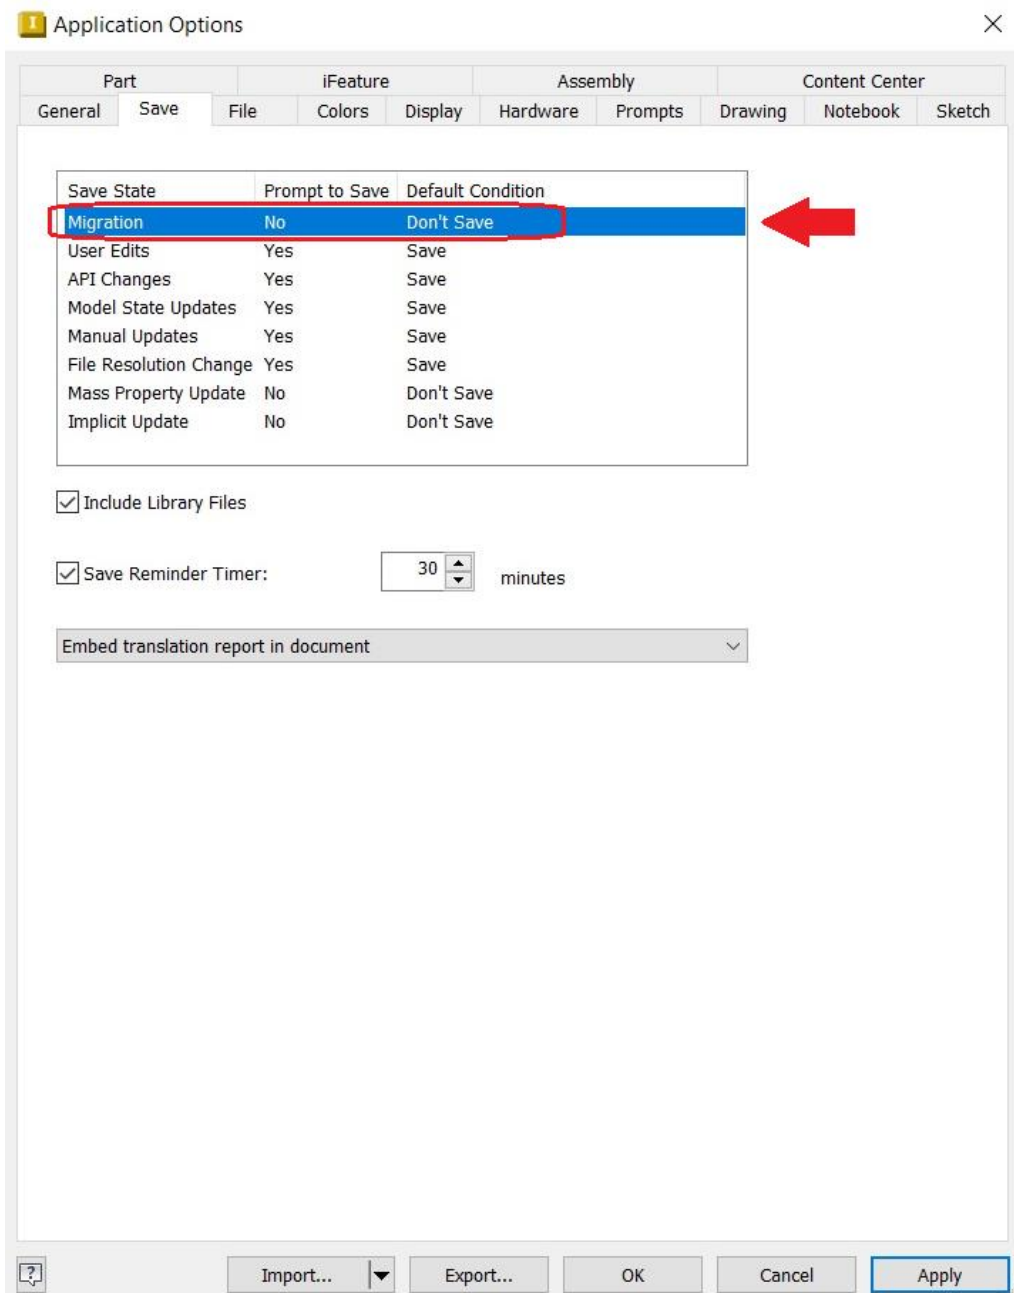 Application Options
Part iFeature Assembly Content Center
General Save File Colors Display Hardware Prompts Drawing Notebook Sketch
Save State Prompt to Save Default Condition
Migration No Don't Save
User Edits Yes Save
API Changes Yes Save
Model State Updates Yes Save
Manual Updates Yes Save
File Resolution Change Yes Save
Mass Property Update No Don't Save
Implicit Update No Don't Save
Include Library Files
Save Reminder Timer: 30 minutes
Embed translation report in document
? Import... Export... OK Cancel Apply